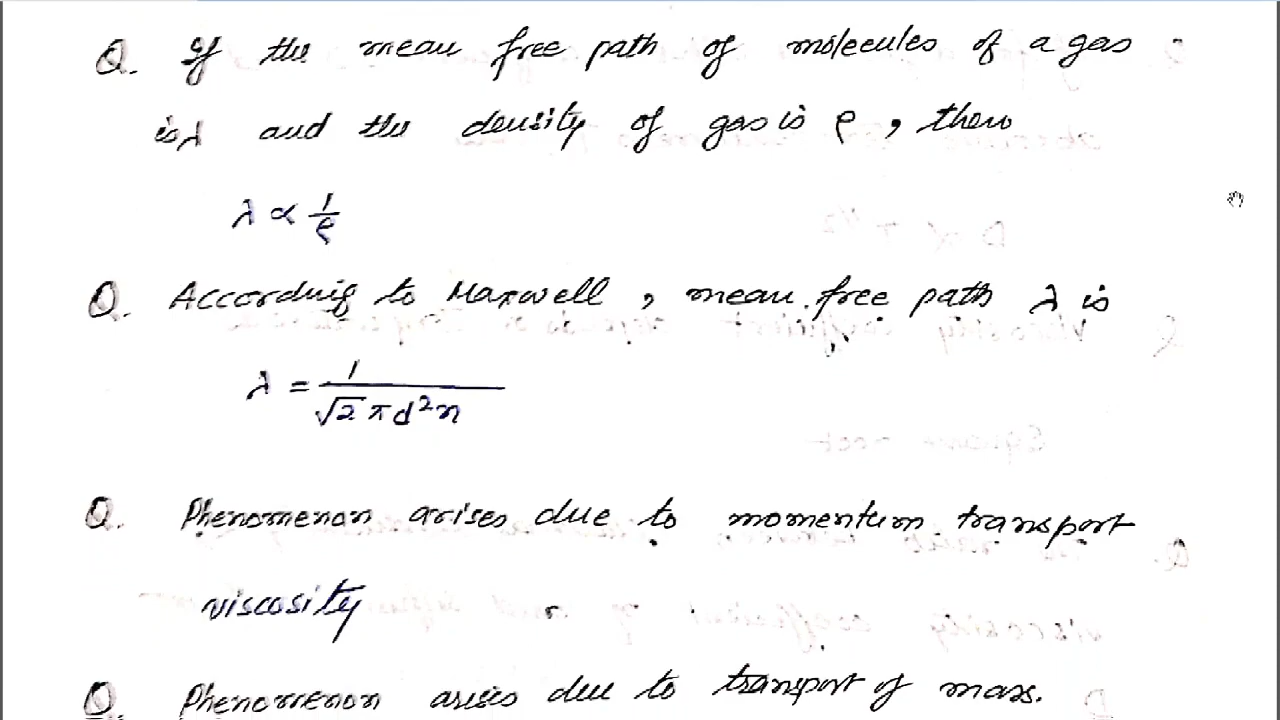 Q. If the mean free path of molecules of a gas
is λ and the density of gas is ρ, then
λ ∝ 1/ρ
Q. According to Maxwell, mean free path λ is
λ = 1/(√2 π d² n)
Q. Phenomenon arises due to momentum transport
viscosity
Q. Phenomenon arises due to transport of mass.